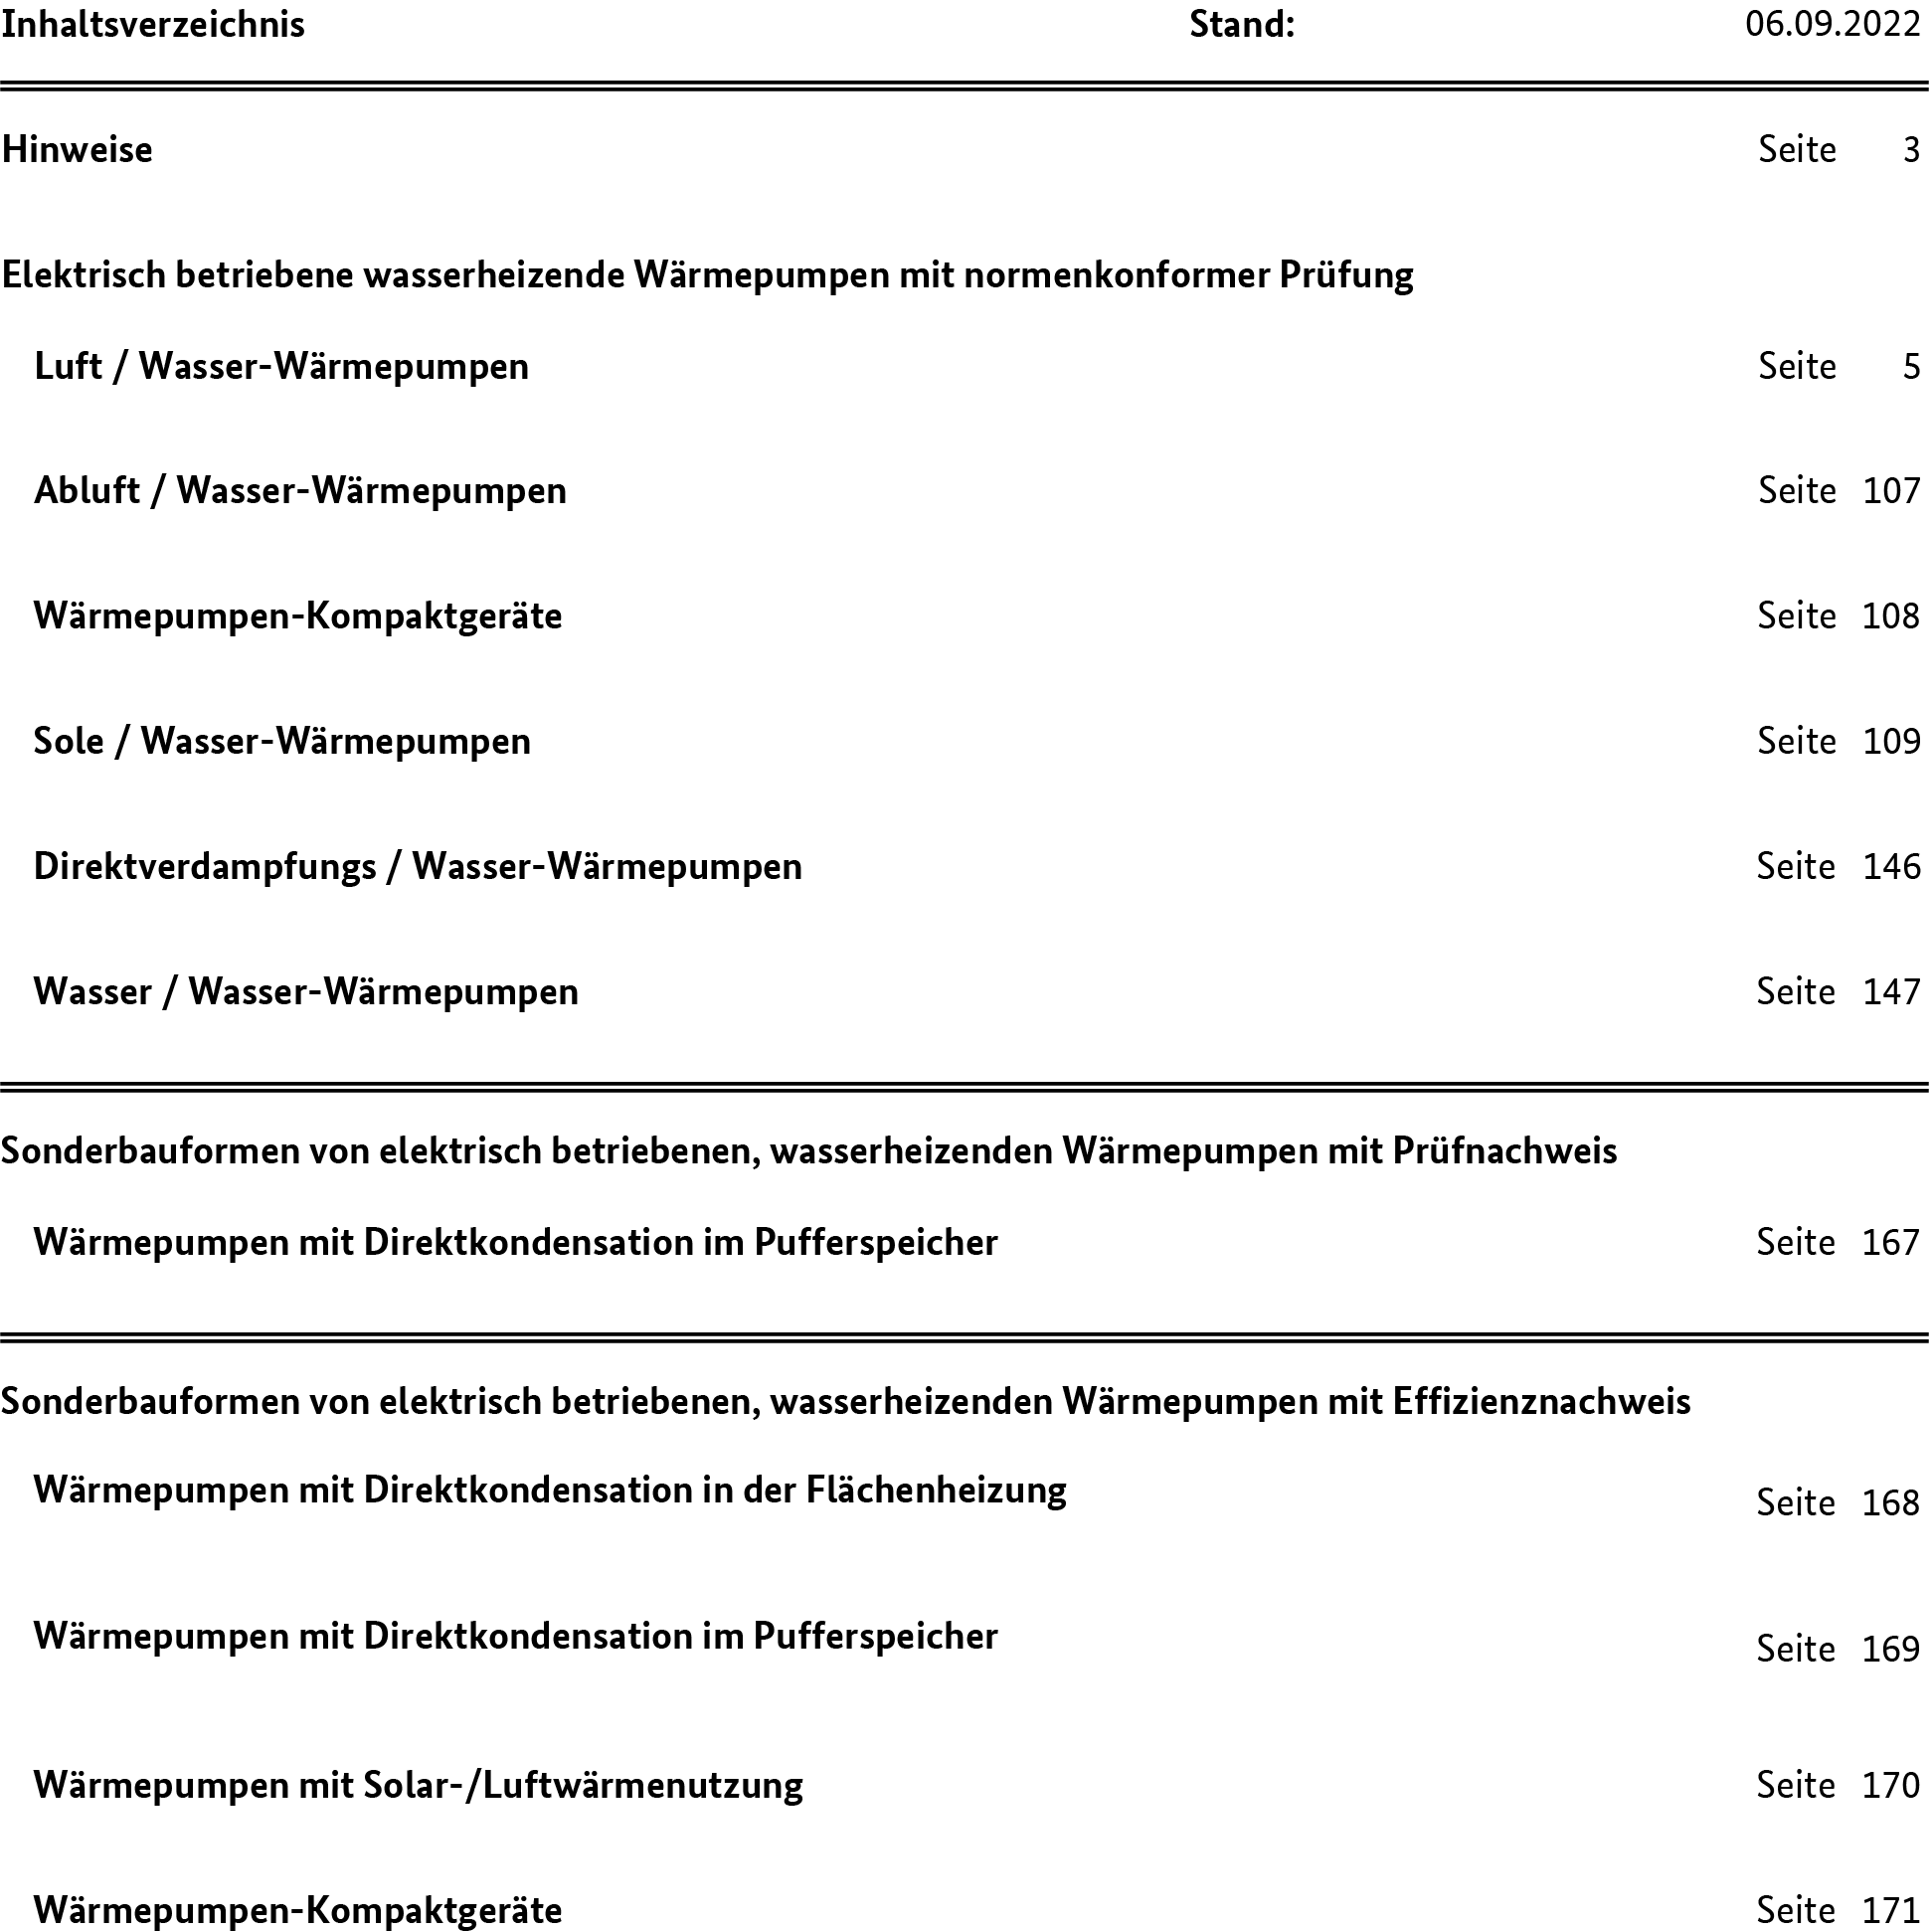 Inhaltsverzeichnis Stand: 06.09.2022
Hinweise Seite 3
Elektrisch betriebene wasserheizende Wärmepumpen mit normenkonformer Prüfung
Luft / Wasser-Wärmepumpen Seite 5
Abluft / Wasser-Wärmepumpen Seite 107
Wärmepumpen-Kompaktgeräte Seite 108
Sole / Wasser-Wärmepumpen Seite 109
Direktverdampfungs / Wasser-Wärmepumpen Seite 146
Wasser / Wasser-Wärmepumpen Seite 147
Sonderbauformen von elektrisch betriebenen, wasserheizenden Wärmepumpen mit Prüfnachweis
Wärmepumpen mit Direktkondensation im Pufferspeicher Seite 167
Sonderbauformen von elektrisch betriebenen, wasserheizenden Wärmepumpen mit Effizienznachweis
Wärmepumpen mit Direktkondensation in der Flächenheizung Seite 168
Wärmepumpen mit Direktkondensation im Pufferspeicher Seite 169
Wärmepumpen mit Solar-/Luftwärmenutzung Seite 170
Wärmepumpen-Kompaktgeräte Seite 171